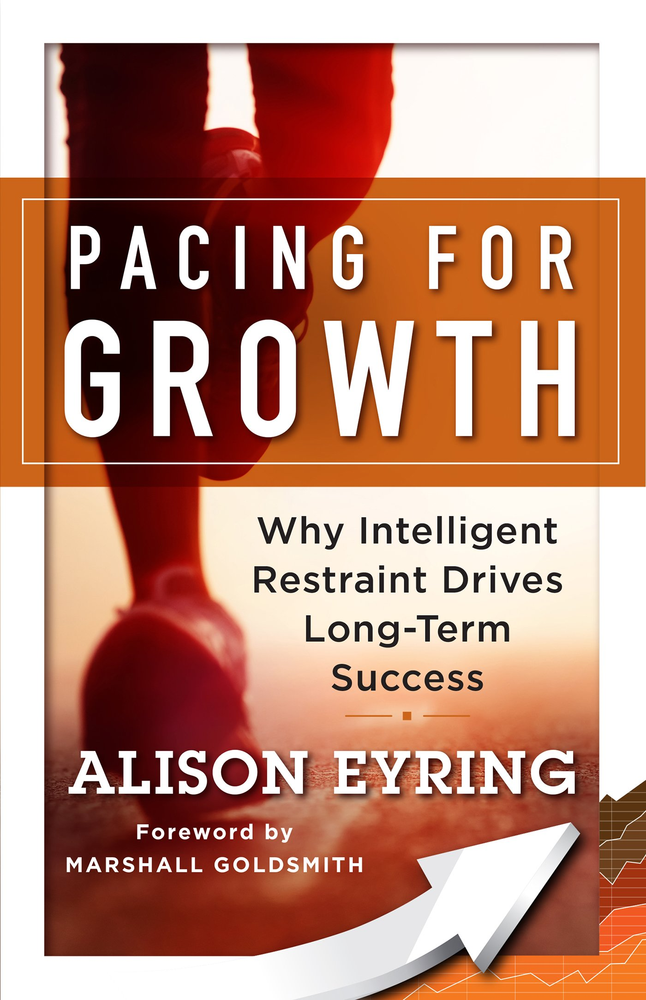 PACING FOR
GROWTH
Why Intelligent
Restraint Drives
Long-Term
Success
ALISON EYRING
Foreword by
MARSHALL GOLDSMITH